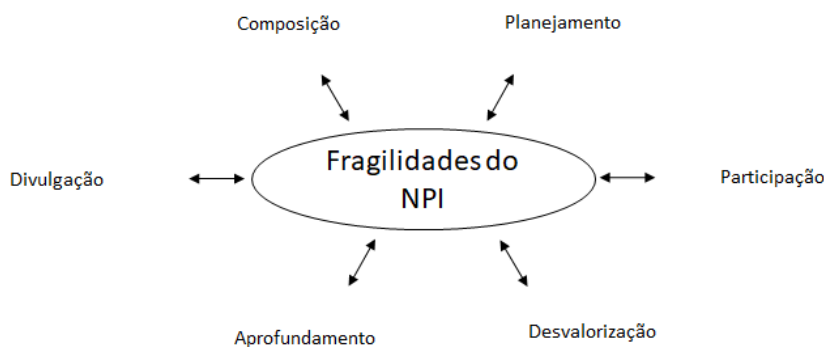 Composição
Planejamento
Fragilidades do
NPI
Divulgação
Participação
Aprofundamento
Desvalorização